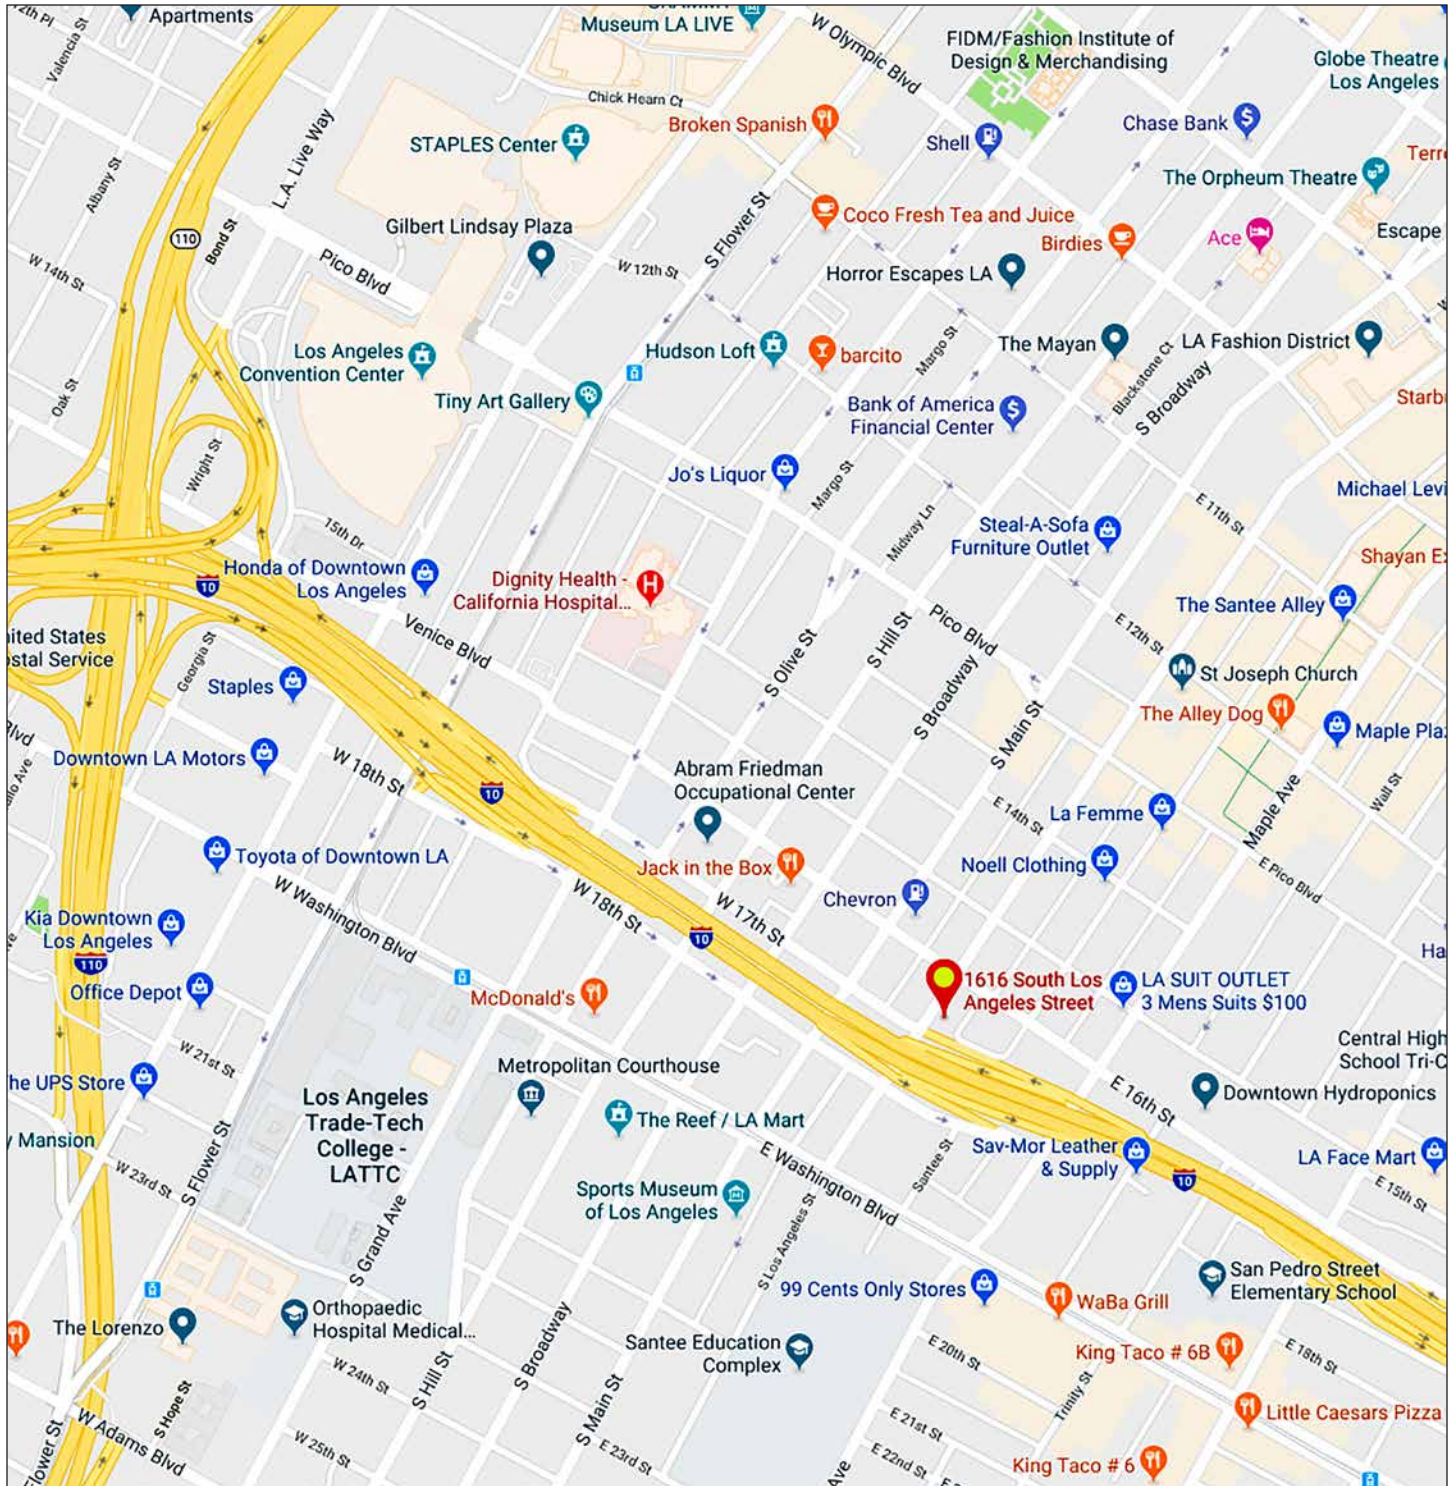 12th Pl
Apartments
Valencia St
Museum LA LIVE
W Olympic Blvd
FIDM/Fashion Institute of
Design & Merchandising
Globe Theatre
Los Angeles
Chick Hearn Ct
L.A. Live Way
STAPLES Center
Broken Spanish
Shell
Chase Bank
Albany St
The Orpheum Theatre
110
Bond St
Gilbert Lindsay Plaza
S Flower St
Coco Fresh Tea and Juice
Birdies
Ace
Escape
W 14th St
Pico Blvd
W 12th St
Horror Escapes LA
Los Angeles
Convention Center
Hudson Loft
barcito
Margo St
The Mayan
LA Fashion District
Blackstone Ct
S Broadway
Oak St
Tiny Art Gallery
Bank of America
Financial Center
Wright St
Jo's Liquor
Margo St
Midway Ln
Michael Levi
E 11th St
15th Dr
Steal-A-Sofa
Furniture Outlet
Honda of Downtown
Los Angeles
10
Dignity Health -
California Hospital...
Shayan E
The Santee Alley
Venice Blvd
Georgia St
S Olive St
S Hill St
Pico Blvd
E 12th St
ited States
ostal Service
Staples
S Broadway
S Main St
St Joseph Church
The Alley Dog
Maple Pla
Blvd
Downtown LA Motors
W 18th St
10
Abram Friedman
Occupational Center
E 14th St
La Femme
Maple Ave
Wall St
Toyota of Downtown LA
Jack in the Box
Noell Clothing
E Pico Blvd
W Washington Blvd
W 18th St
W 17th St
Chevron
Kia Downtown
Los Angeles
110
10
Ha
Office Depot
McDonald's
1616 South Los
Angeles Street
LA SUIT OUTLET
3 Mens Suits $100
W 21st St
Metropolitan Courthouse
Central High
School Tri-C
he UPS Store
Los Angeles
Trade-Tech
College -
LATTC
The Reef / LA Mart
E 16th St
Downtown Hydroponics
y Mansion
E Washington Blvd
Santee St
Sav-Mor Leather
& Supply
10
LA Face Mart
E 15th St
W 23rd St
S Flower St
S Grand Ave
Sports Museum
of Los Angeles
S Los Angeles St
99 Cents Only Stores
San Pedro Street
Elementary School
WaBa Grill
The Lorenzo
Orthopaedic
Hospital Medical...
S Broadway
Santee Education
Complex
E 20th St
King Taco # 6B
E 18th St
W 24th St
S Hill St
S Main St
Trinity St
Little Caesars Pizza
S Hope St
W Adams Blvd
lower St
W 25th St
E 23rd St
E 21st St
E 22nd St
Ave
King Taco # 6